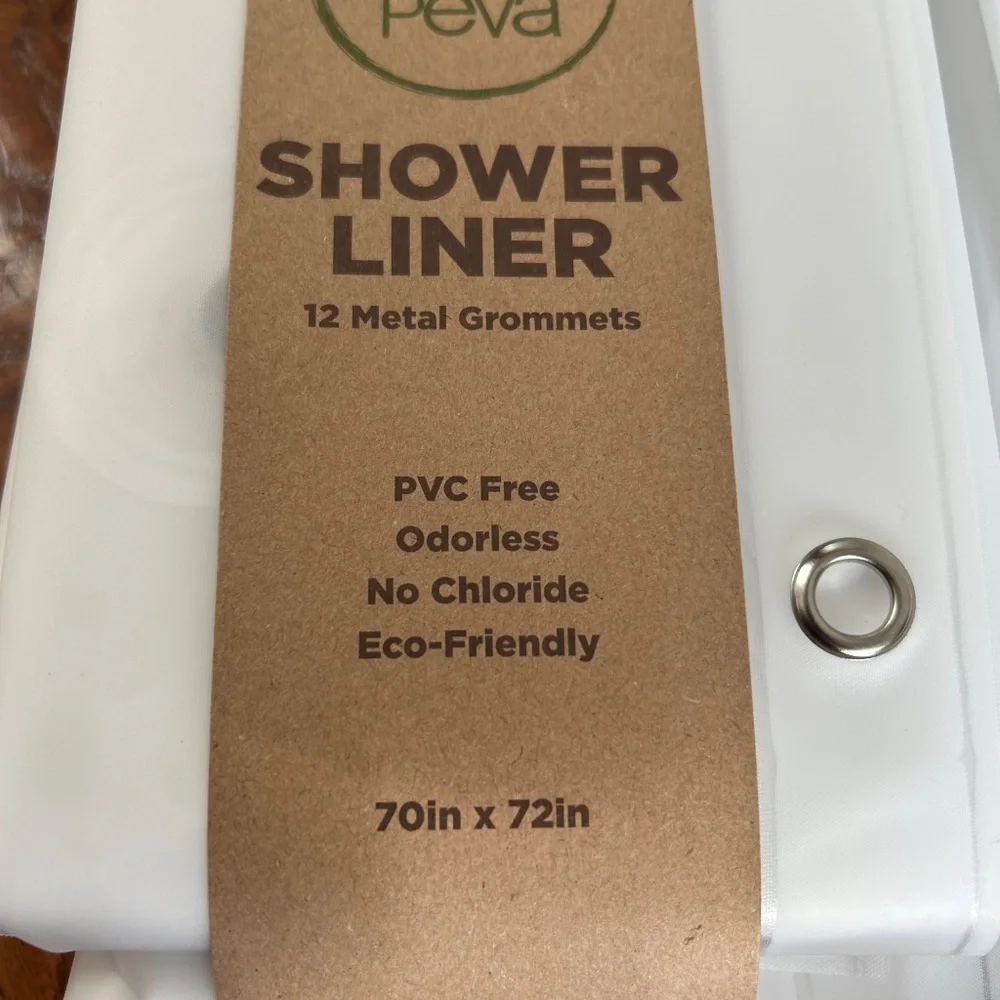 Peva
SHOWER
LINER
12 Metal Grommets
PVC Free
Odorless
No Chloride
Eco-Friendly
70in x 72in